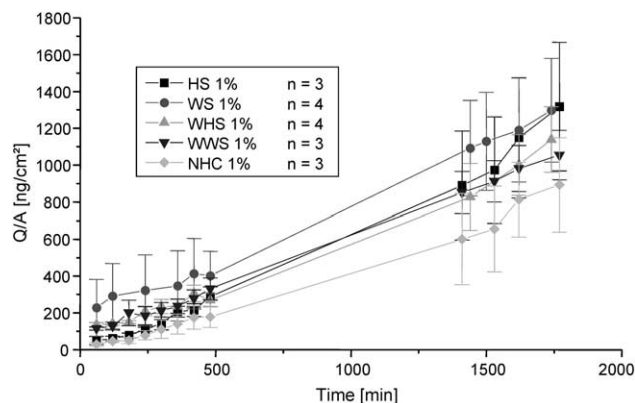 1800
1600
1400
1200
1000
800
600
400
200
0
Q/A [ng/cm²]
HS 1% n = 3
WS 1% n = 4
WHS 1% n = 4
WWS 1% n = 3
NHC 1% n = 3
0 500 1000 1500 2000
Time [min]